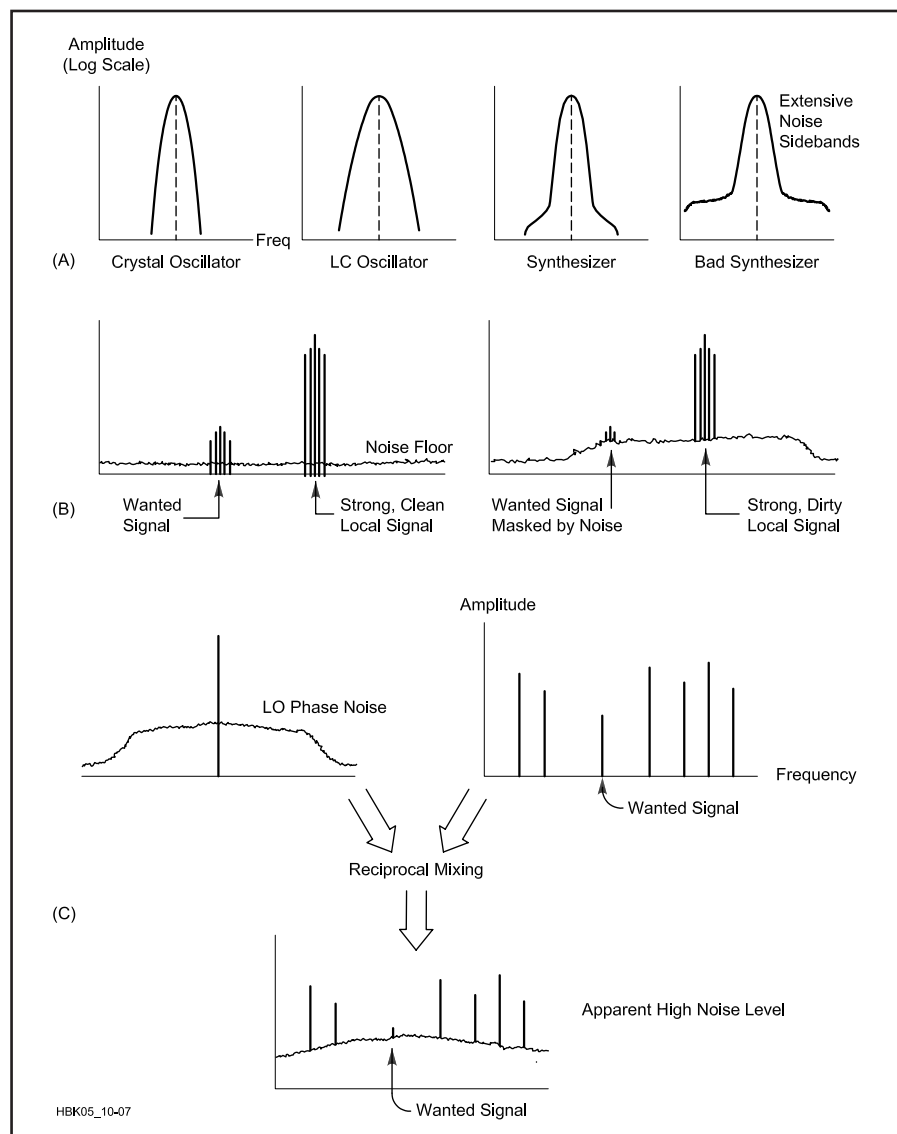 Amplitude
(Log Scale)
Extensive
Noise
Sidebands
Freq
(A)
Crystal Oscillator
LC Oscillator
Synthesizer
Bad Synthesizer
Noise Floor
(B)
Wanted
Signal
Strong, Clean
Local Signal
Wanted Signal
Masked by Noise
Strong, Dirty
Local Signal
Amplitude
LO Phase Noise
Frequency
Wanted Signal
Reciprocal Mixing
(C)
Apparent High Noise Level
Wanted Signal
HBK05_10-07